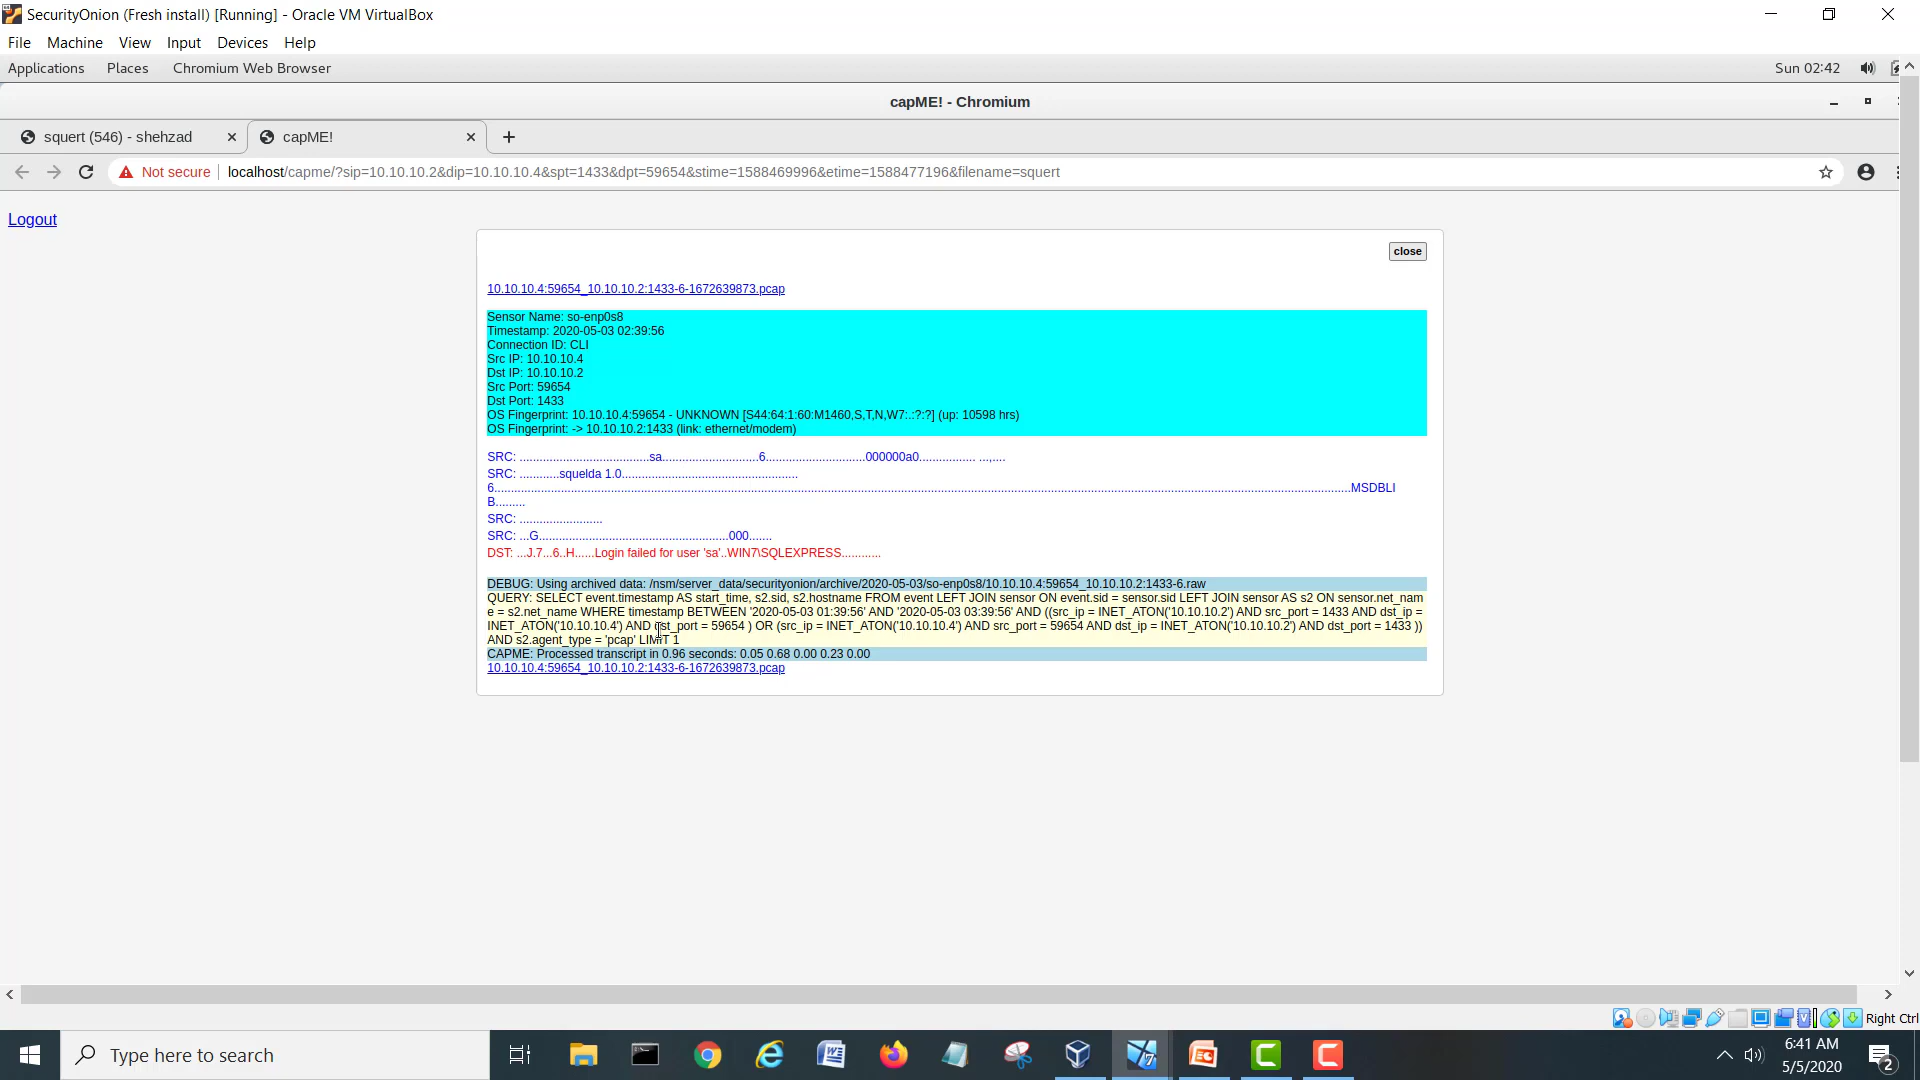 SecurityOnion (Fresh install) [Running] - Oracle VM VirtualBox
File Machine View Input Devices Help
Applications Places Chromium Web Browser Sun 02:42
capME! - Chromium
squert (546) - shehzad capME!
Not secure localhost/capme/?sip=10.10.10.2&dip=10.10.10.4&spt=1433&dpt=59654&stime=1588469996&etime=1588477196&filename=squert
Logout
close
10.10.10.4:59654_10.10.10.2:1433-6-1672639873.pcap
Sensor Name: so-enp0s8
Timestamp: 2020-05-03 02:39:56
Connection ID: CLI
Src IP: 10.10.10.4
Dst IP: 10.10.10.2
Src Port: 59654
Dst Port: 1433
OS Fingerprint: 10.10.10.4:59654 - UNKNOWN [S44:64:1:60:M1460,S,T,N,W7:.:?:?] (up: 10598 hrs)
OS Fingerprint: -> 10.10.10.2:1433 (link: ethernet/modem)
SRC: .......................................sa.............................6..............................000000a0................. ...,....
SRC: ............squelda 1.0.....................................................
6................................................................................................................................................................................................................................................................MSDBLI
B.........
SRC: .........................
SRC: ...G.........................................................000.......
DST: ...J.7...6..H......Login failed for user 'sa'..WIN7\SQLEXPRESS............
DEBUG: Using archived data: /nsm/server_data/securityonion/archive/2020-05-03/so-enp0s8/10.10.10.4:59654_10.10.10.2:1433-6.raw
QUERY: SELECT event.timestamp AS start_time, s2.sid, s2.hostname FROM event LEFT JOIN sensor ON event.sid = sensor.sid LEFT JOIN sensor AS s2 ON sensor.net_nam
e = s2.net_name WHERE timestamp BETWEEN '2020-05-03 01:39:56' AND '2020-05-03 03:39:56' AND ((src_ip = INET_ATON('10.10.10.2') AND src_port = 1433 AND dst_ip =
INET_ATON('10.10.10.4') AND dst_port = 59654 ) OR (src_ip = INET_ATON('10.10.10.4') AND src_port = 59654 AND dst_ip = INET_ATON('10.10.10.2') AND dst_port = 1433 ))
AND s2.agent_type = 'pcap' LIMIT 1
CAPME: Processed transcript in 0.96 seconds: 0.05 0.68 0.00 0.23 0.00
10.10.10.4:59654_10.10.10.2:1433-6-1672639873.pcap
Right Ctrl
Type here to search
6:41 AM
5/5/2020
2